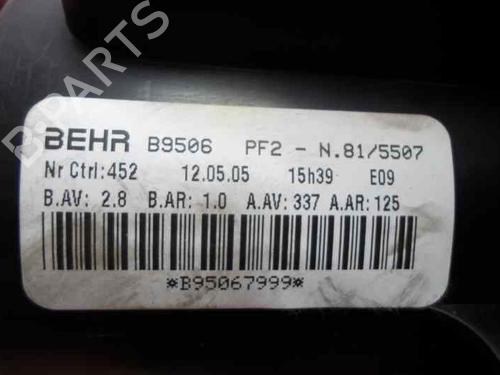 B-PARTS
BEHR B9506 PF2 - N.81/5507
Nr Ctrl:452 12.05.05 15h39 E09
B.AV: 2.8 B.AR: 1.0 A.AV: 337 A.AR: 125
*B95067999*